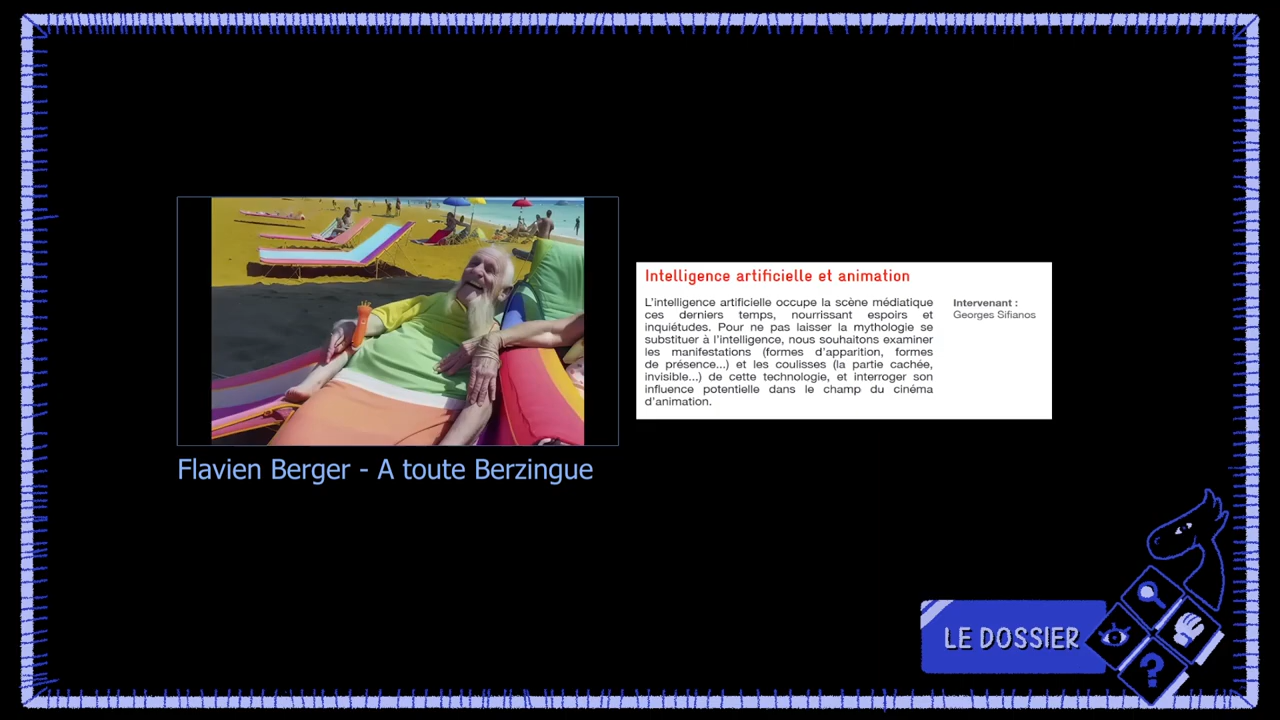 Flavien Berger - A toute Berzingue
Intelligence artificielle et animation
L’intelligence artificielle occupe la scène médiatique
ces derniers temps, nourrissant espoirs et
inquiétudes. Pour ne pas laisser la mythologie se
substituer à l’intelligence, nous souhaitons examiner
les manifestations (formes d’apparition, formes
de présence...) et les coulisses (la partie cachée,
invisible...) de cette technologie, et interroger son
influence potentielle dans le champ du cinéma
d’animation.
Intervenant :
Georges Sifianos
LE DOSSIER
?